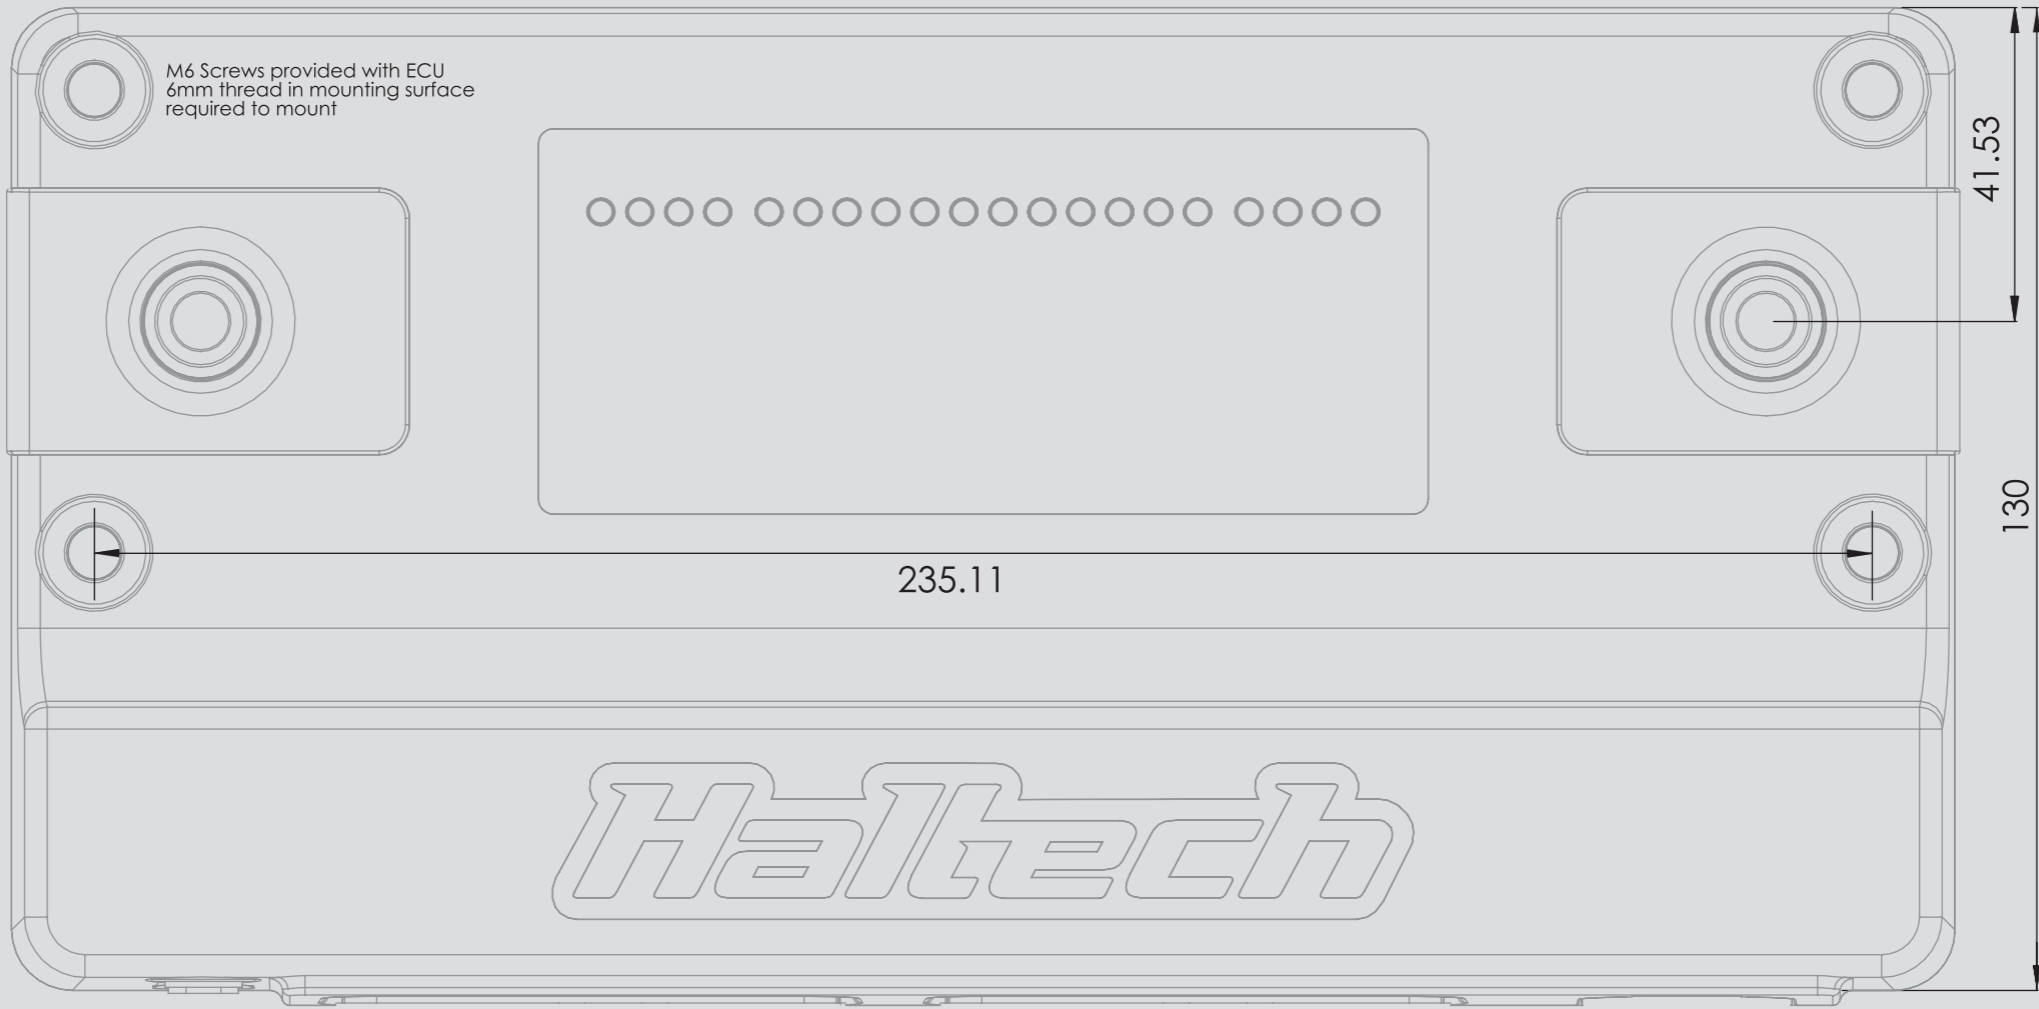 M6 Screws provided with ECU
6mm thread in mounting surface
required to mount
41.53
130
235.11
Haltech